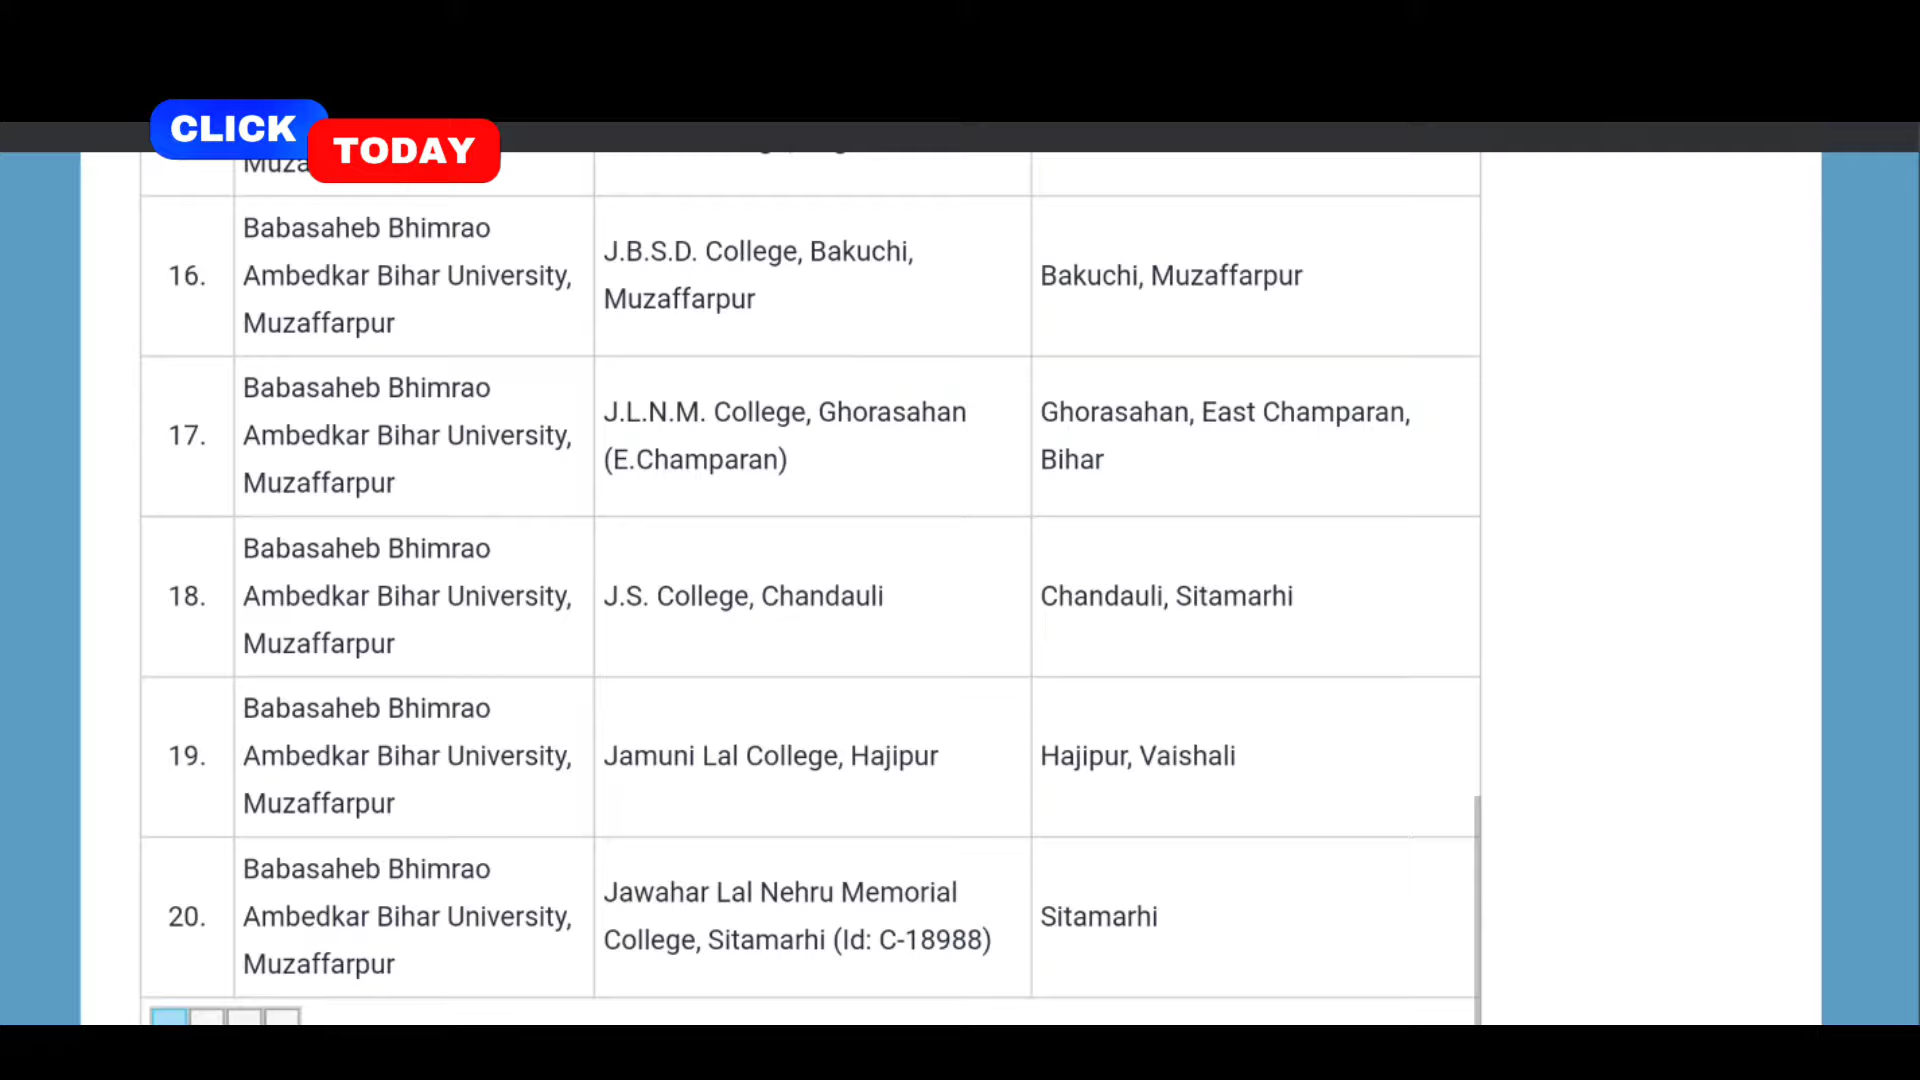 CLICK
TODAY
16.
Babasaheb Bhimrao
Ambedkar Bihar University,
Muzaffarpur
J.B.S.D. College, Bakuchi,
Muzaffarpur
Bakuchi, Muzaffarpur
17.
Babasaheb Bhimrao
Ambedkar Bihar University,
Muzaffarpur
J.L.N.M. College, Ghorasahan
(E.Champaran)
Ghorasahan, East Champaran,
Bihar
18.
Babasaheb Bhimrao
Ambedkar Bihar University,
Muzaffarpur
J.S. College, Chandauli
Chandauli, Sitamarhi
19.
Babasaheb Bhimrao
Ambedkar Bihar University,
Muzaffarpur
Jamuni Lal College, Hajipur
Hajipur, Vaishali
20.
Babasaheb Bhimrao
Ambedkar Bihar University,
Muzaffarpur
Jawahar Lal Nehru Memorial
College, Sitamarhi (Id: C-18988)
Sitamarhi